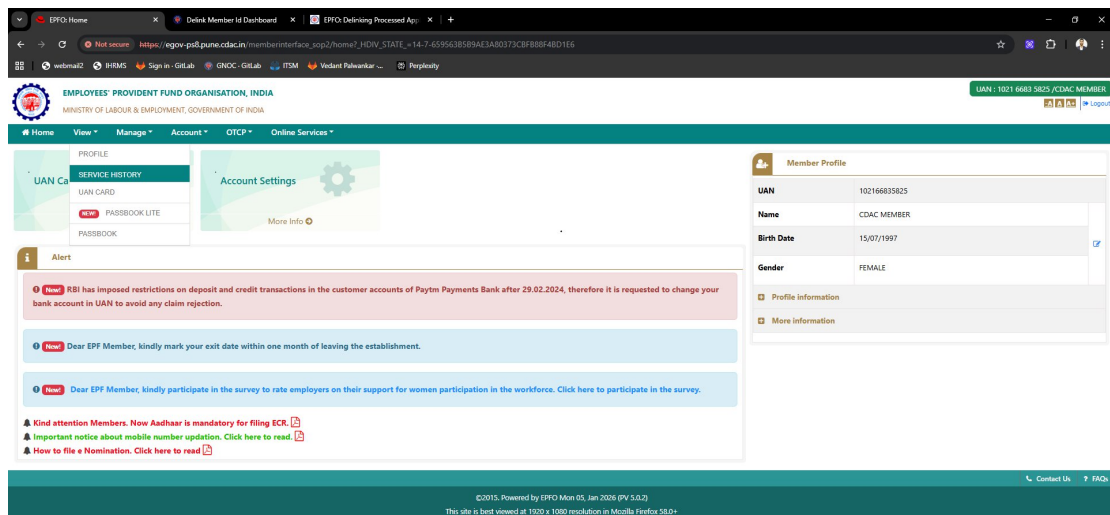 EPFO: Home
Delink Member Id Dashboard
EPFO: Delinking Processed App
Not secure https://egov-ps8.pune.cdac.in/memberinterface_sop2/home?_HDIV_STATE_=14-7-659563B5B9AE3A80373CBFB88F4BD1E6
webmail2 IHRMS Sign in · GitLab GNOC · GitLab ITSM Vedant Palwankar -... Perplexity
EMPLOYEES' PROVIDENT FUND ORGANISATION, INDIA
MINISTRY OF LABOUR & EMPLOYMENT, GOVERNMENT OF INDIA
UAN : 1021 6683 5825 /CDAC MEMBER
-A A A+ Logout
Home View Manage Account OTCP Online Services
PROFILE
SERVICE HISTORY
UAN CARD
NEW! PASSBOOK LITE
PASSBOOK
UAN Ca
Account Settings
More Info
Member Profile
UAN 102166835825
Name CDAC MEMBER
Birth Date 15/07/1997
Gender FEMALE
Profile information
More information
Alert
New! RBI has imposed restrictions on deposit and credit transactions in the customer accounts of Paytm Payments Bank after 29.02.2024, therefore it is requested to change your
bank account in UAN to avoid any claim rejection.
New! Dear EPF Member, kindly mark your exit date within one month of leaving the establishment.
New! Dear EPF Member, kindly participate in the survey to rate employers on their support for women participation in the workforce. Click here to participate in the survey.
Kind attention Members. Now Aadhaar is mandatory for filing ECR.
Important notice about mobile number updation. Click here to read.
How to file e Nomination. Click here to read
Contact Us ? FAQs
©2015. Powered by EPFO Mon 05, Jan 2026 (PV 5.0.2)
This site is best viewed at 1920 x 1080 resolution in Mozilla Firefox 58.0+